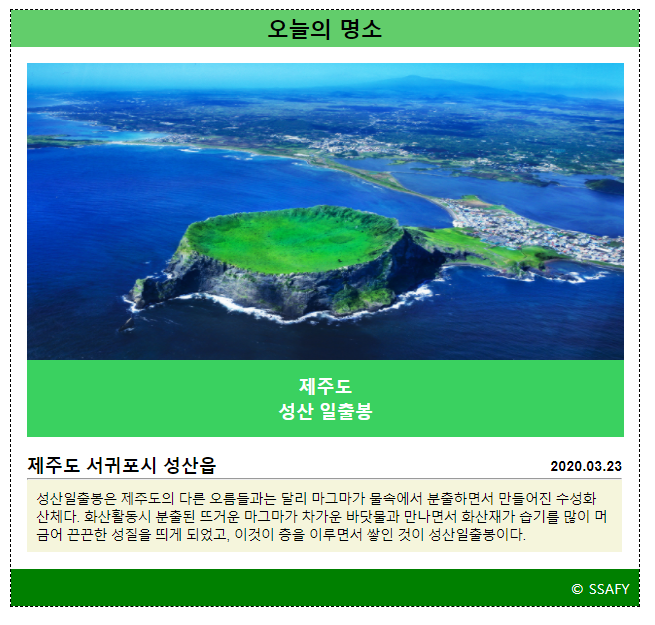 오늘의 명소
제주도
성산 일출봉
제주도 서귀포시 성산읍
2020.03.23
성산일출봉은 제주도의 다른 오름들과는 달리 마그마가 물속에서 분출하면서 만들어진 수성화
산체다. 화산활동시 분출된 뜨거운 마그마가 차가운 바닷물과 만나면서 화산재가 습기를 많이 머
금어 끈끈한 성질을 띄게 되었고, 이것이 층을 이루면서 쌓인 것이 성산일출봉이다.
© SSAFY